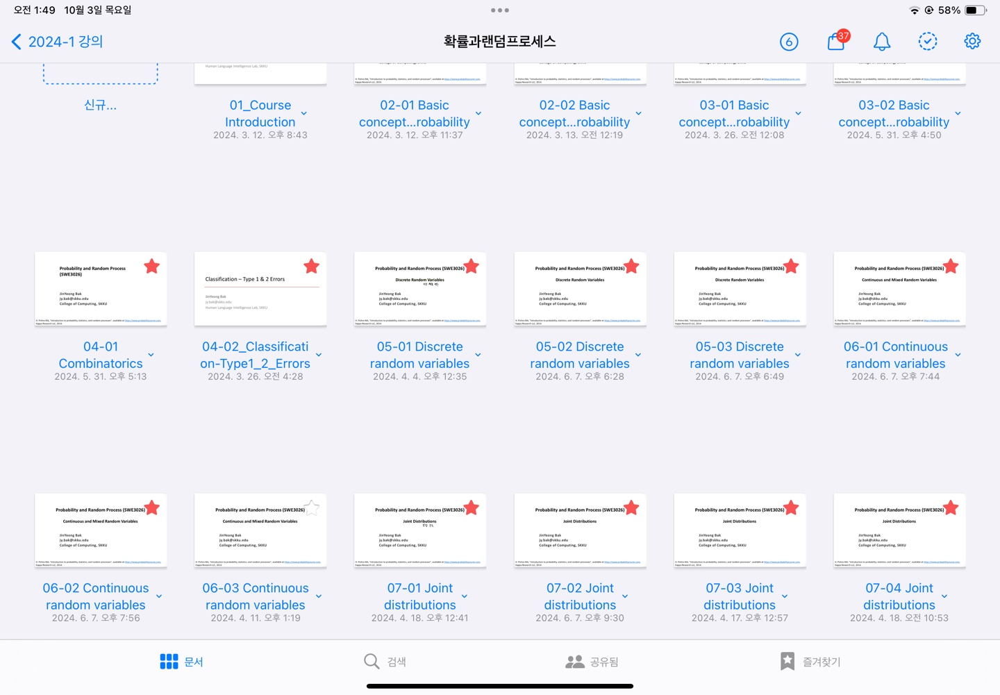 오전 1:49 10월 3일 목요일
58%
2024-1 강의
확률과랜덤프로세스
6
37
Human Language Intelligence Lab, SKKU
신규...
01_Course
Introduction
2024. 3. 12. 오후 8:43
02-01 Basic
concept...robability
2024. 3. 12. 오후 11:37
02-02 Basic
concept...robability
2024. 3. 13. 오전 12:19
03-01 Basic
concept...robability
2024. 3. 26. 오전 12:08
03-02 Basic
concept...robability
2024. 5. 31. 오후 4:50
Probability and Random Process
(SWE3026)
JinYeong Bak
jy.bak@skku.edu
College of Computing, SKKU
04-01
Combinatorics
2024. 5. 31. 오후 5:13
Classification – Type 1 & 2 Errors
JinYeong Bak
jy.bak@skku.edu
Human Language Intelligence Lab, SKKU
04-02_Classificati
on-Type1_2_Errors
2024. 3. 26. 오전 4:28
Probability and Random Process (SWE3026)
Discrete Random Variables
JinYeong Bak
jy.bak@skku.edu
College of Computing, SKKU
05-01 Discrete
random variables
2024. 4. 4. 오후 12:35
Probability and Random Process (SWE3026)
Discrete Random Variables
JinYeong Bak
jy.bak@skku.edu
College of Computing, SKKU
05-02 Discrete
random variables
2024. 6. 7. 오후 6:28
Probability and Random Process (SWE3026)
Discrete Random Variables
JinYeong Bak
jy.bak@skku.edu
College of Computing, SKKU
05-03 Discrete
random variables
2024. 6. 7. 오후 6:49
Probability and Random Process (SWE3026)
Continuous and Mixed Random Variables
JinYeong Bak
jy.bak@skku.edu
College of Computing, SKKU
06-01 Continuous
random variables
2024. 6. 7. 오후 7:44
Probability and Random Process (SWE3026)
Continuous and Mixed Random Variables
JinYeong Bak
jy.bak@skku.edu
College of Computing, SKKU
06-02 Continuous
random variables
2024. 6. 7. 오후 7:56
Probability and Random Process (SWE3026)
Continuous and Mixed Random Variables
JinYeong Bak
jy.bak@skku.edu
College of Computing, SKKU
06-03 Continuous
random variables
2024. 4. 11. 오후 1:19
Probability and Random Process (SWE3026)
Joint Distributions
JinYeong Bak
jy.bak@skku.edu
College of Computing, SKKU
07-01 Joint
distributions
2024. 4. 18. 오후 12:41
Probability and Random Process (SWE3026)
Joint Distributions
JinYeong Bak
jy.bak@skku.edu
College of Computing, SKKU
07-02 Joint
distributions
2024. 6. 7. 오후 9:30
Probability and Random Process (SWE3026)
Joint Distributions
JinYeong Bak
jy.bak@skku.edu
College of Computing, SKKU
07-03 Joint
distributions
2024. 4. 17. 오후 12:57
Probability and Random Process (SWE3026)
Joint Distributions
JinYeong Bak
jy.bak@skku.edu
College of Computing, SKKU
07-04 Joint
distributions
2024. 4. 18. 오전 10:53
문서
검색
공유됨
즐겨찾기